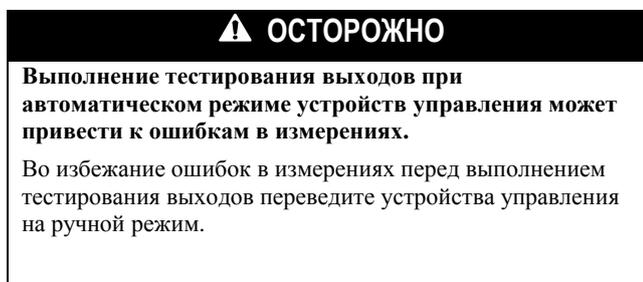 ОСТОРОЖНО
Выполнение тестирования выходов при
автоматическом режиме устройств управления может
привести к ошибкам в измерениях.
Во избежание ошибок в измерениях перед выполнением
тестирования выходов переведите устройства управления
на ручной режим.